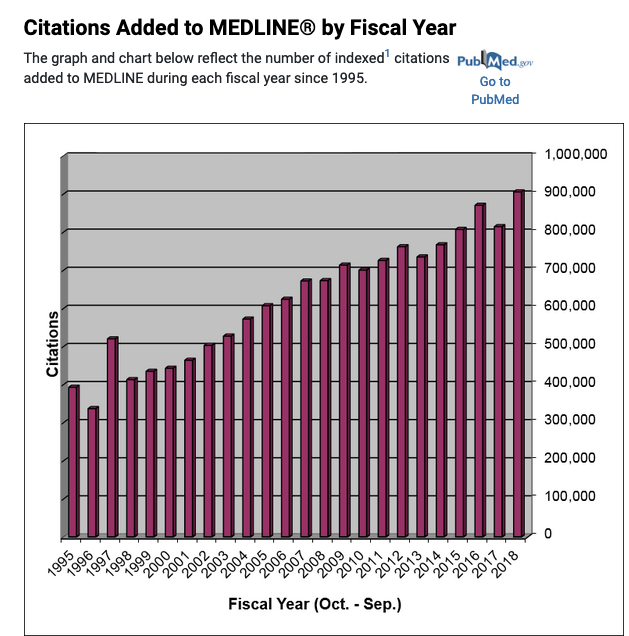 Citations Added to MEDLINE® by Fiscal Year
The graph and chart below reflect the number of indexed1 citations
added to MEDLINE during each fiscal year since 1995.
PubMed.gov
Go to
PubMed
1,000,000
900,000
800,000
700,000
600,000
500,000
400,000
300,000
200,000
100,000
0
Citations
1995 1996 1997 1998 1999 2000 2001 2002 2003 2004 2005 2006 2007 2008 2009 2010 2011 2012 2013 2014 2015 2016 2017 2018
Fiscal Year (Oct. - Sep.)